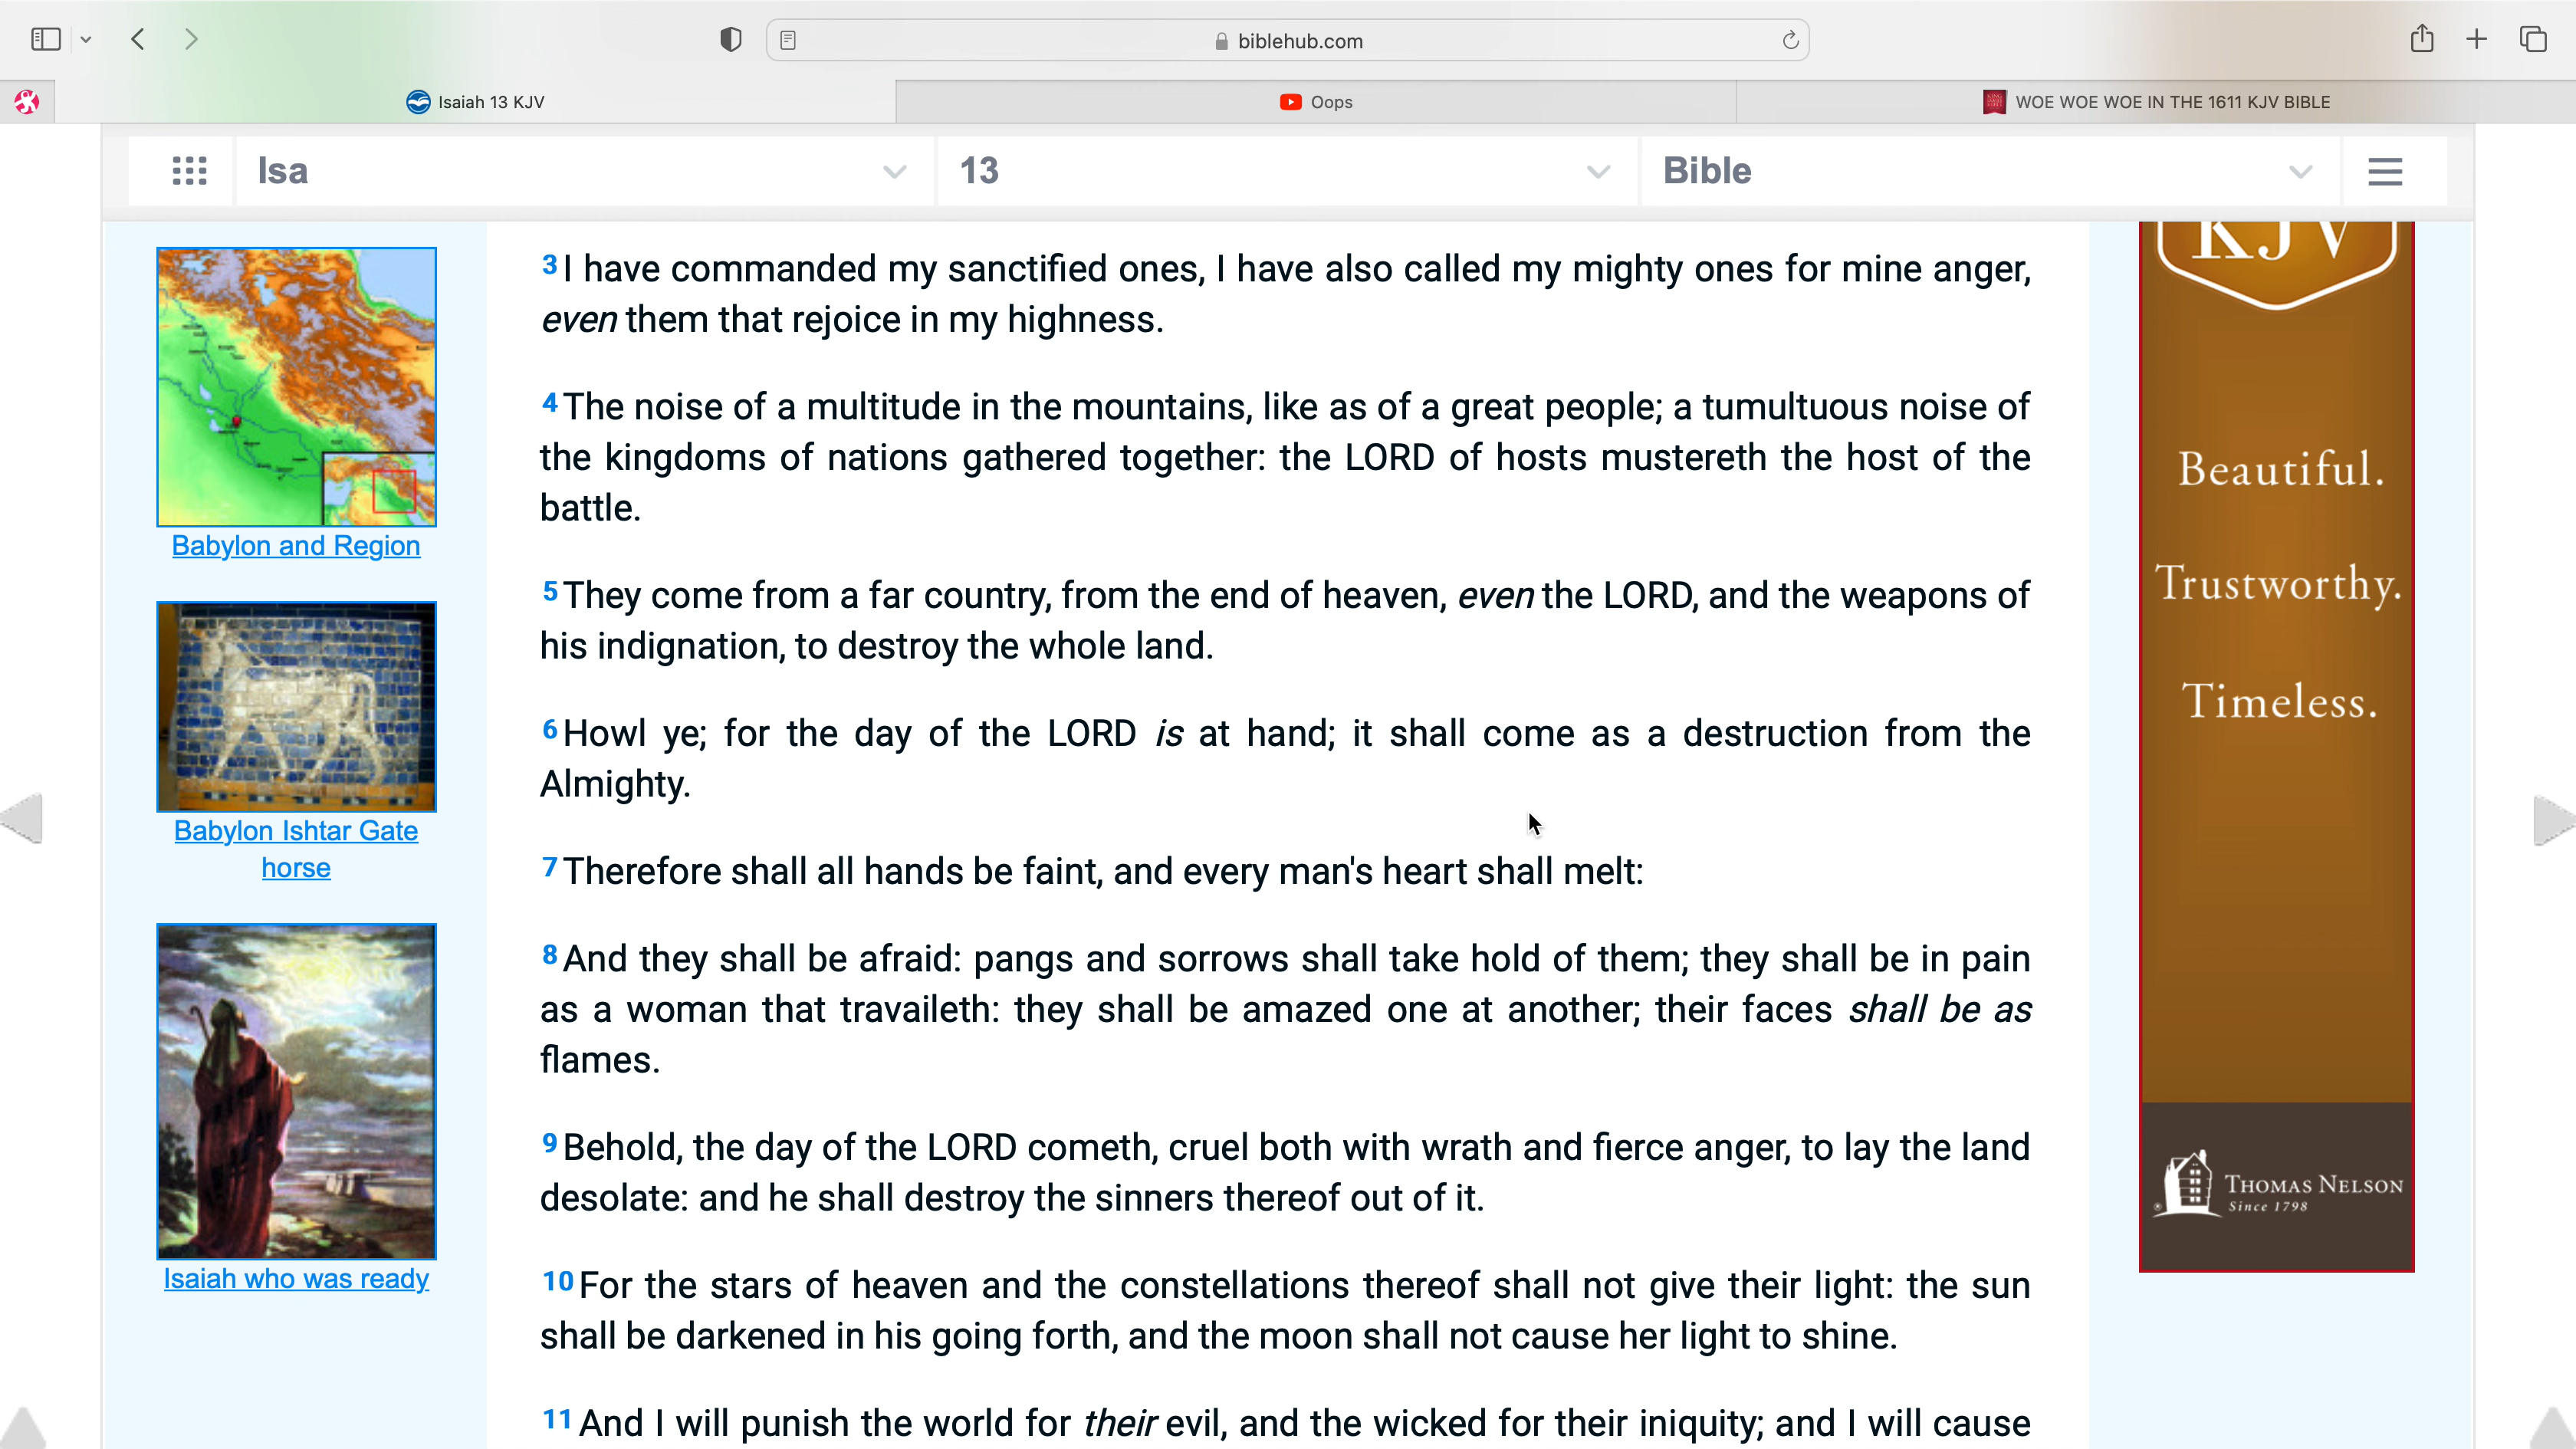 biblehub.com
Isaiah 13 KJV
Oops
WOE WOE WOE IN THE 1611 KJV BIBLE
Isa
13
Bible
3 I have commanded my sanctified ones, I have also called my mighty ones for mine anger,
even them that rejoice in my highness.
4 The noise of a multitude in the mountains, like as of a great people; a tumultuous noise of
the kingdoms of nations gathered together: the LORD of hosts mustereth the host of the
battle.
5 They come from a far country, from the end of heaven, even the LORD, and the weapons of
his indignation, to destroy the whole land.
6 Howl ye; for the day of the LORD is at hand; it shall come as a destruction from the
Almighty.
7 Therefore shall all hands be faint, and every man's heart shall melt:
8 And they shall be afraid: pangs and sorrows shall take hold of them; they shall be in pain
as a woman that travaileth: they shall be amazed one at another; their faces shall be as
flames.
9 Behold, the day of the LORD cometh, cruel both with wrath and fierce anger, to lay the land
desolate: and he shall destroy the sinners thereof out of it.
10 For the stars of heaven and the constellations thereof shall not give their light: the sun
shall be darkened in his going forth, and the moon shall not cause her light to shine.
11 And I will punish the world for their evil, and the wicked for their iniquity; and I will cause
Babylon and Region
Babylon Ishtar Gate
horse
Isaiah who was ready
KJV
Beautiful.
Trustworthy.
Timeless.
THOMAS NELSON
Since 1798